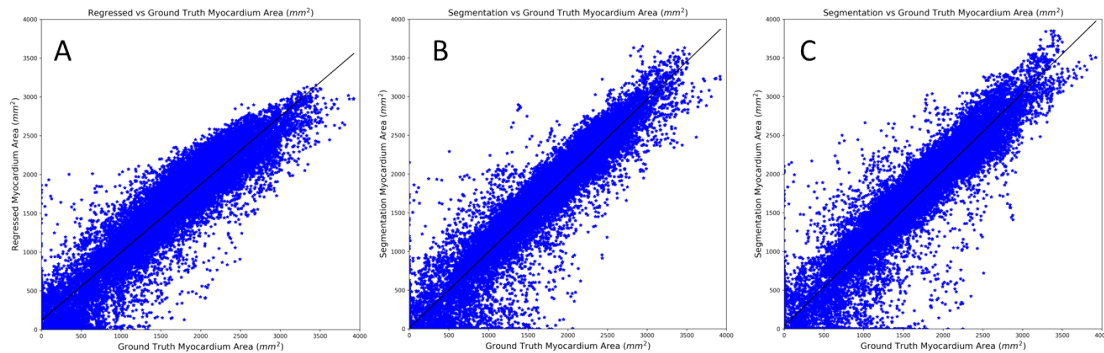 Regressed vs Ground Truth Myocardium Area (mm²)
A
Regressed Myocardium Area (mm²)
4000
3500
3000
2500
2000
1500
1000
500
0
0 500 1000 1500 2000 2500 3000 3500 4000
Ground Truth Myocardium Area (mm²)
Segmentation vs Ground Truth Myocardium Area (mm²)
B
Segmentation Myocardium Area (mm²)
4000
3500
3000
2500
2000
1500
1000
500
0
0 500 1000 1500 2000 2500 3000 3500 4000
Ground Truth Myocardium Area (mm²)
Segmentation vs Ground Truth Myocardium Area (mm²)
C
Segmentation Myocardium Area (mm²)
4000
3500
3000
2500
2000
1500
1000
500
0
0 500 1000 1500 2000 2500 3000 3500 4000
Ground Truth Myocardium Area (mm²)